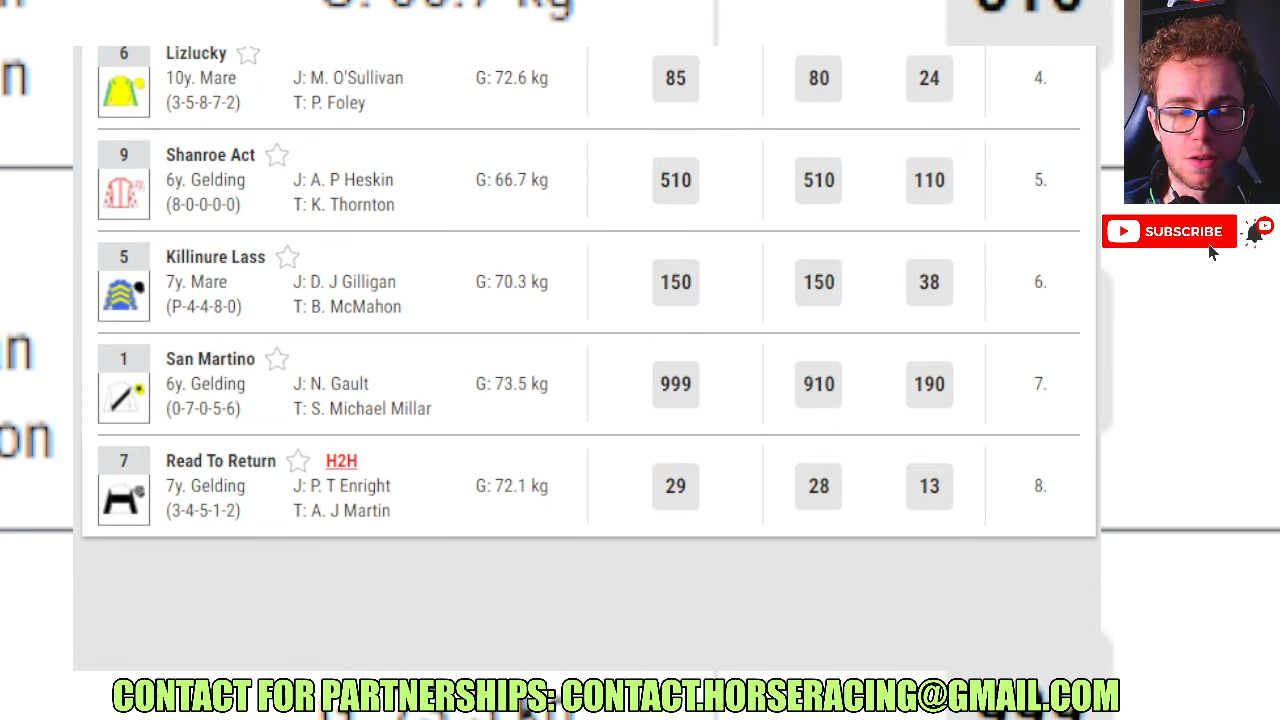 G: 66.7 kg
6
Lizlucky
10y. Mare
J: M. O'Sullivan
G: 72.6 kg
85
80
24
4.
(3-5-8-7-2)
T: P. Foley
9
Shanroe Act
6y. Gelding
J: A. P Heskin
G: 66.7 kg
510
510
110
5.
(8-0-0-0-0)
T: K. Thornton
5
Killinure Lass
7y. Mare
J: D. J Gilligan
G: 70.3 kg
150
150
38
6.
(P-4-4-8-0)
T: B. McMahon
1
San Martino
6y. Gelding
J: N. Gault
G: 73.5 kg
999
910
190
7.
(0-7-0-5-6)
T: S. Michael Millar
7
Read To Return H2H
7y. Gelding
J: P. T Enright
G: 72.1 kg
29
28
13
8.
(3-4-5-1-2)
T: A. J Martin
SUBSCRIBE
CONTACT FOR PARTNERSHIPS: CONTACT.HORSERACING@GMAIL.COM